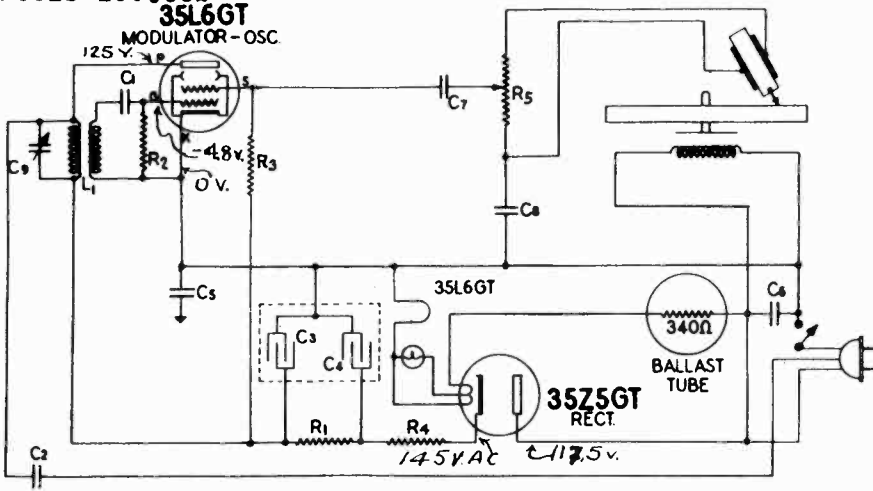 35L6GT
MODULATOR-OSC.
125 V.
P
S
K
C1
C7
R5
C9
L1
R2
-4.8 v.
R3
0 V.
C8
C5
35L6GT
340Ω
C6
BALLAST
TUBE
C3
C4
35Z5GT
RECT.
R1
R4
145 V. AC
117.5 v.
C2